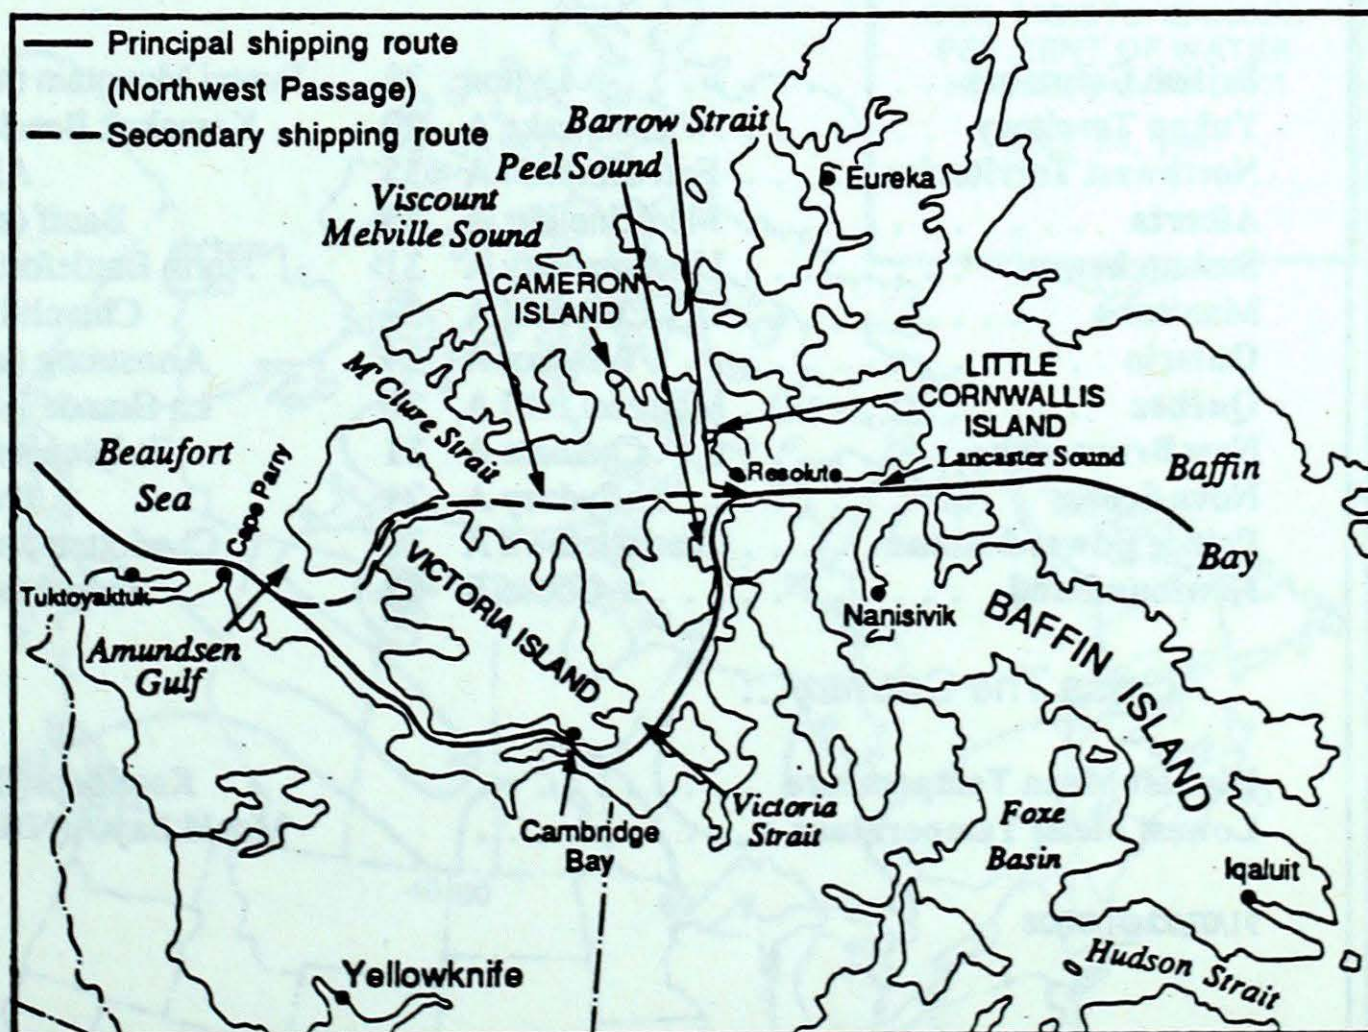 Principal shipping route
(Northwest Passage)
Secondary shipping route
Barrow Strait
Peel Sound
Viscount
Melville Sound
Eureka
CAMERON
ISLAND
M'Clure Strait
LITTLE
CORNWALLIS
ISLAND
Beaufort
Sea
Cape Parry
Resolute
Lancaster Sound
Baffin
Bay
Tuktoyaktuk
Amundsen
Gulf
VICTORIA ISLAND
Nanisivik
BAFFIN ISLAND
Cambridge
Bay
Victoria
Strait
Foxe
Basin
Iqaluit
Hudson Strait
Yellowknife